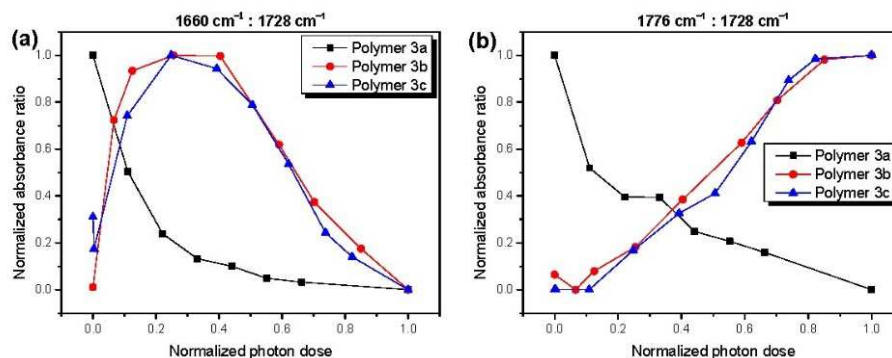 1660 cm⁻¹ : 1728 cm⁻¹
(a)
Polymer 3a
Polymer 3b
Polymer 3c
Normalized absorbance ratio
1.0
0.8
0.6
0.4
0.2
0.0
0.0 0.2 0.4 0.6 0.8 1.0
Normalized photon dose
1776 cm⁻¹ : 1728 cm⁻¹
(b)
Polymer 3a
Polymer 3b
Polymer 3c
Normalized absorbance ratio
1.0
0.8
0.6
0.4
0.2
0.0
0.0 0.2 0.4 0.6 0.8 1.0
Normalized photon dose